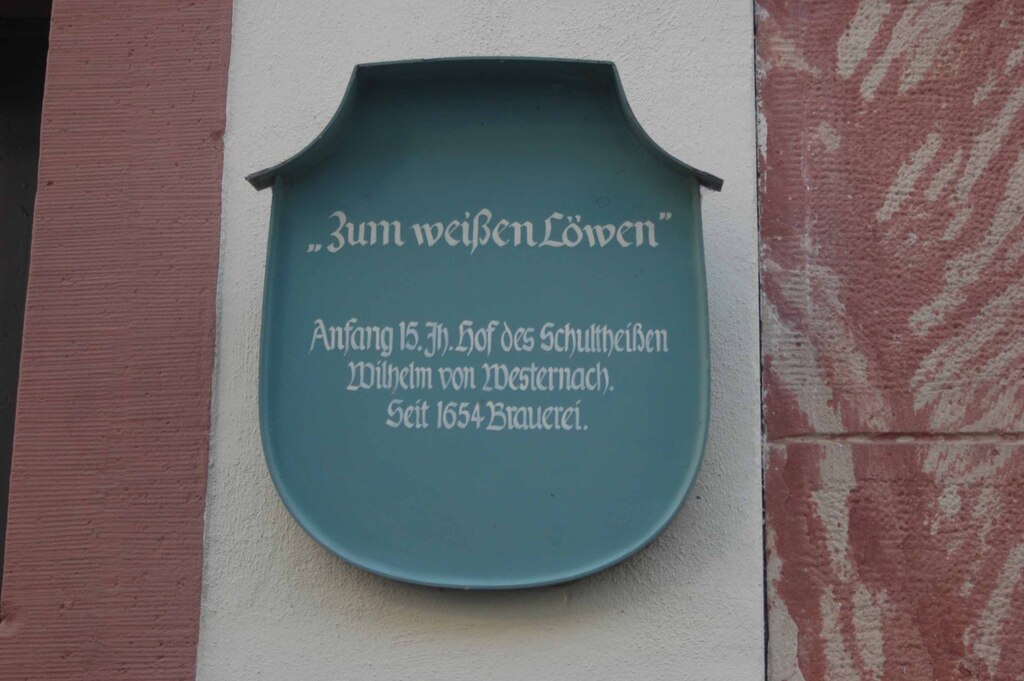 „Zum weißen Löwen”
Anfang 15. Jh. Hof des Schultheißen
Wilhelm von Westernach.
Seit 1654 Brauerei.